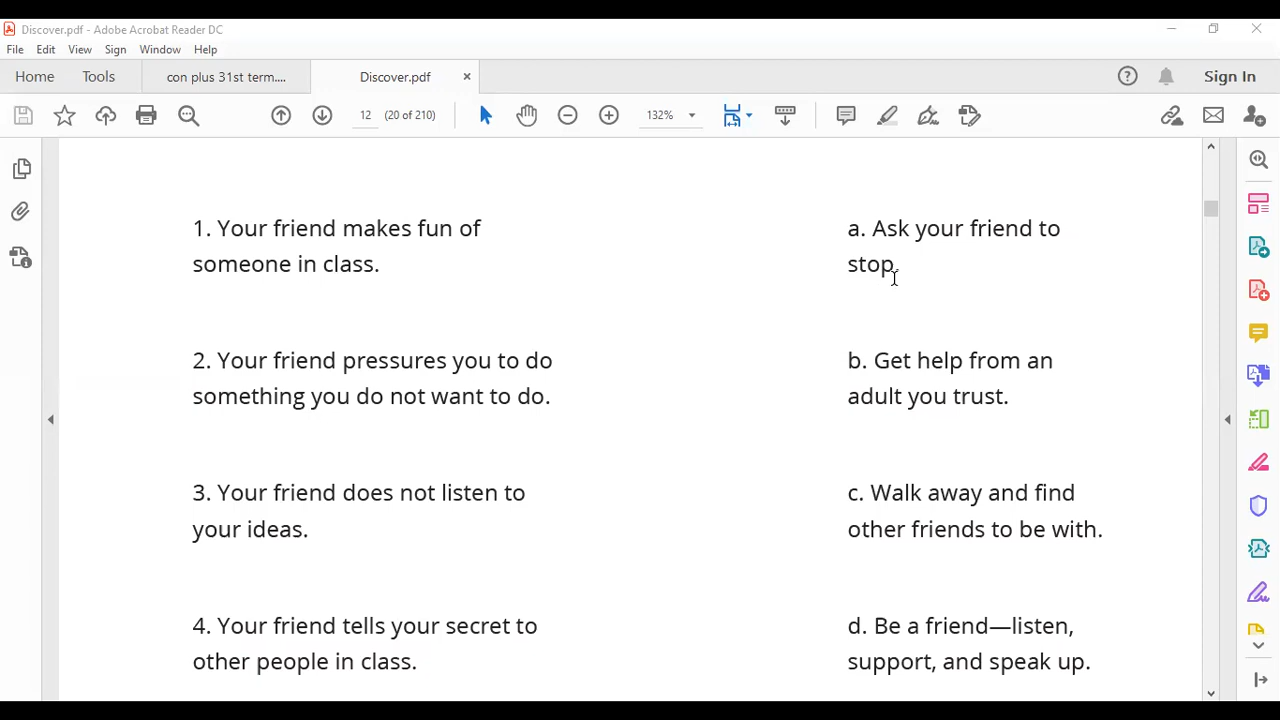 Discover.pdf - Adobe Acrobat Reader DC
File Edit View Sign Window Help
Home Tools con plus 31st term.... Discover.pdf × Sign In
12 (20 of 210) 132%
1. Your friend makes fun of
someone in class.
a. Ask your friend to
stop.
2. Your friend pressures you to do
something you do not want to do.
b. Get help from an
adult you trust.
3. Your friend does not listen to
your ideas.
c. Walk away and find
other friends to be with.
4. Your friend tells your secret to
other people in class.
d. Be a friend—listen,
support, and speak up.